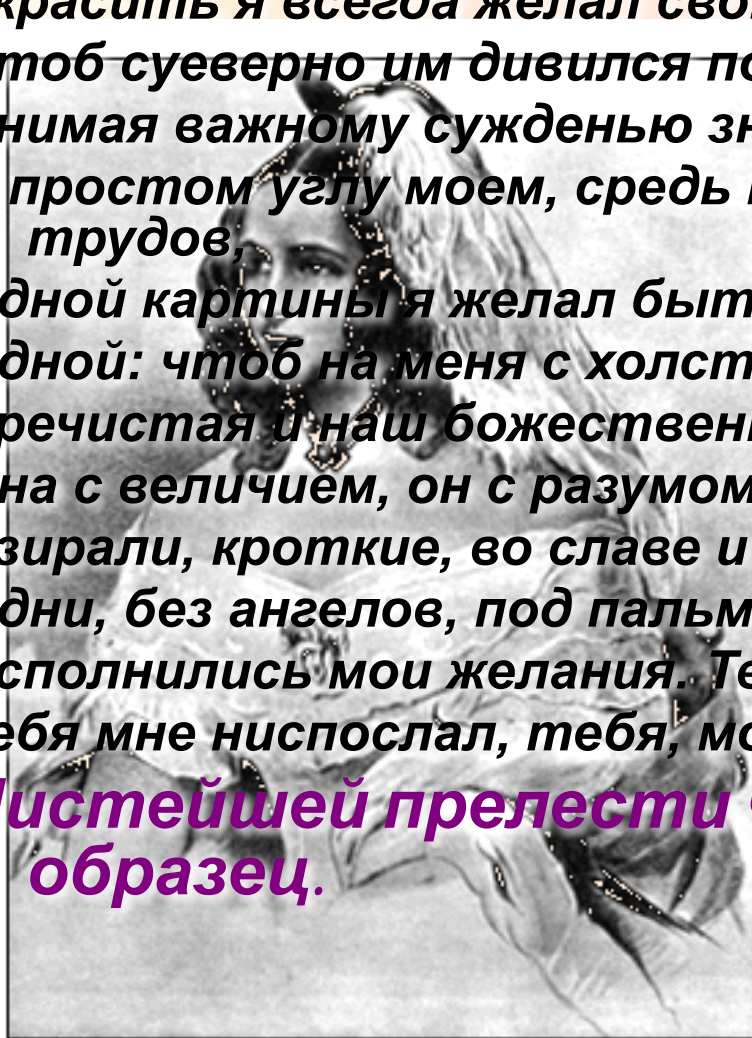 красить я всегда желал сво
тоб суеверно им дивился по
нимая важному сужденью зн
простом углу моем, средь
трудов,
дной картины я желал быт
дной: чтоб на меня с холст
речистая и наш божествен
на с величием, он с разумом
зирали, кроткие, во славе и
дни, без ангелов, под пальм
сполнились мои желания. Те
ебя мне ниспослал, тебя, мо
истейшей прелести
образец.